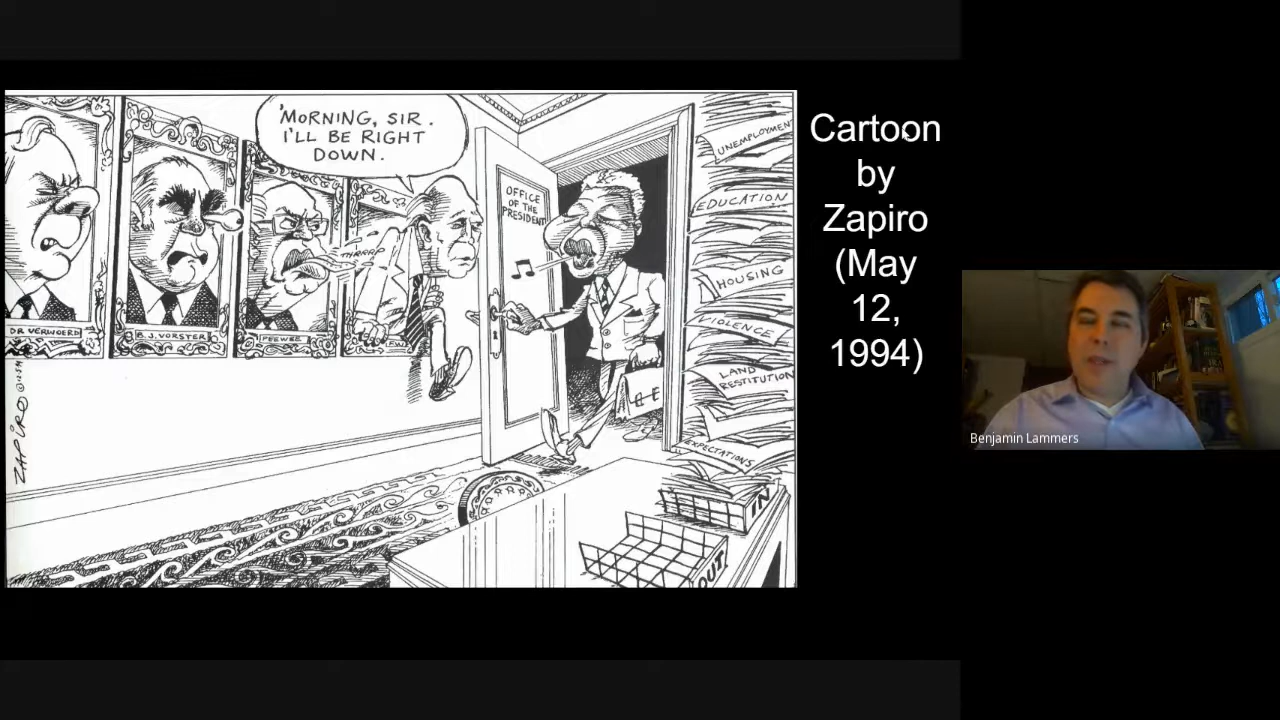 'MORNING, SIR.
I'LL BE RIGHT
DOWN.
OFFICE
OF THE
PRESIDENT
UNEMPLOYMENT
EDUCATION
HOUSING
VIOLENCE
LAND
RESTITUTION
EXPECTATIONS
DR VERWOERD
B. J. VORSTER
PEEWEE
F.W.
THRRRP
IN
OUT
ZAPIRO
Cartoon
by
Zapiro
(May
12,
1994)
Benjamin Lammers